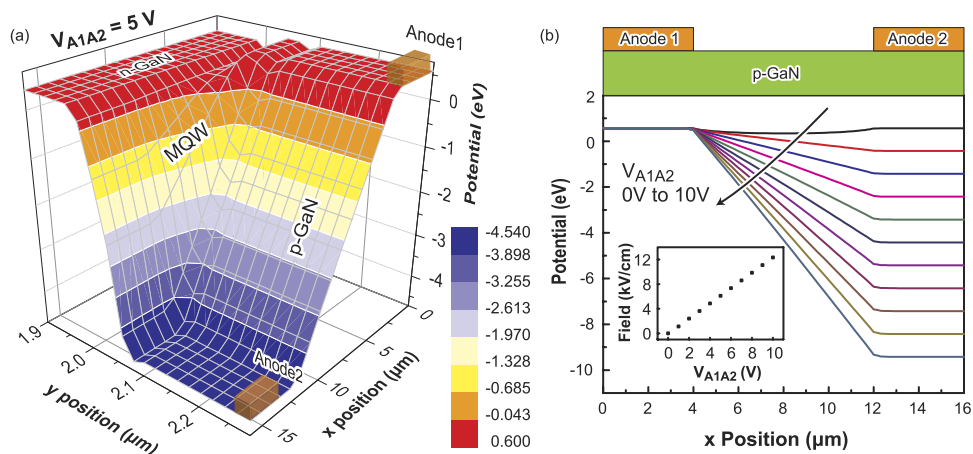 (a)
V_A1A2 = 5 V
Anode1
n-GaN
MQW
p-GaN
Anode2
0
-1
-2
-3
-4
Potential (eV)
-4.540
-3.898
-3.255
-2.613
-1.970
-1.328
-0.685
-0.043
0.600
1.9
2.0
2.1
2.2
y position (μm)
0
5
10
15
x position (μm)
(b)
Anode 1
Anode 2
p-GaN
2
0
-2
-4
-6
-8
-10
Potential (eV)
V_A1A2
0V to 10V
12
8
4
0
Field (kV/cm)
0 2 4 6 8 10
V_A1A2 (V)
0 2 4 6 8 10 12 14 16
x Position (μm)